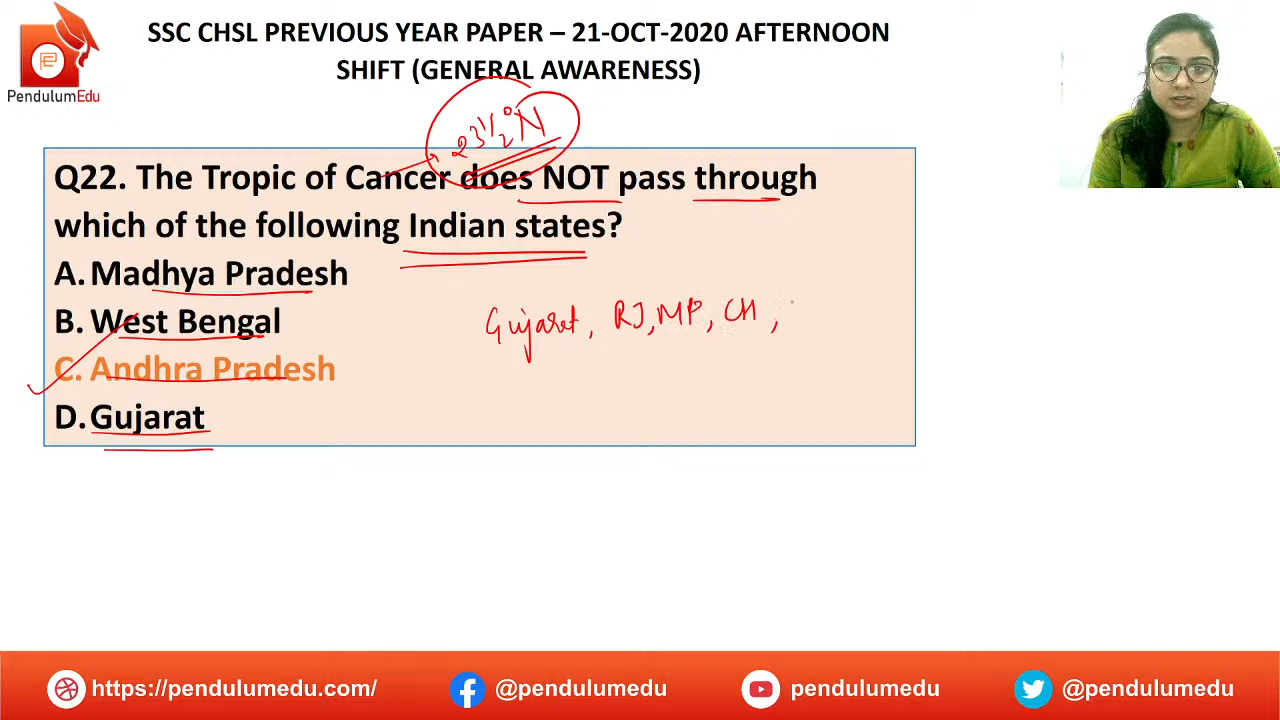 SSC CHSL PREVIOUS YEAR PAPER – 21-OCT-2020 AFTERNOON
SHIFT (GENERAL AWARENESS)
PendulumEdu
23 1/2° N
Q22. The Tropic of Cancer does NOT pass through
which of the following Indian states?
A. Madhya Pradesh
B. West Bengal
Gujarat, RJ, MP, CH,
C. Andhra Pradesh
D. Gujarat
https://pendulumedu.com/ @pendulumedu pendulumedu @pendulumedu